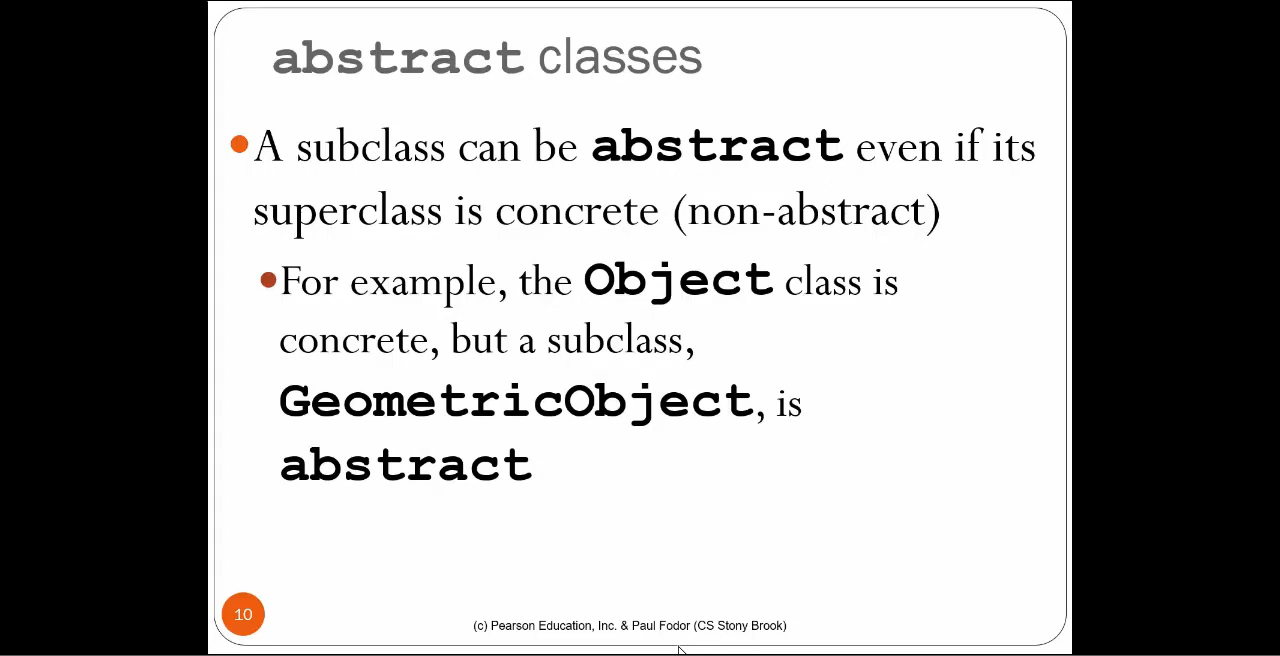 abstract classes
A subclass can be abstract even if its
superclass is concrete (non-abstract)
For example, the Object class is
concrete, but a subclass,
GeometricObject, is
abstract
10
(c) Pearson Education, Inc. & Paul Fodor (CS Stony Brook)